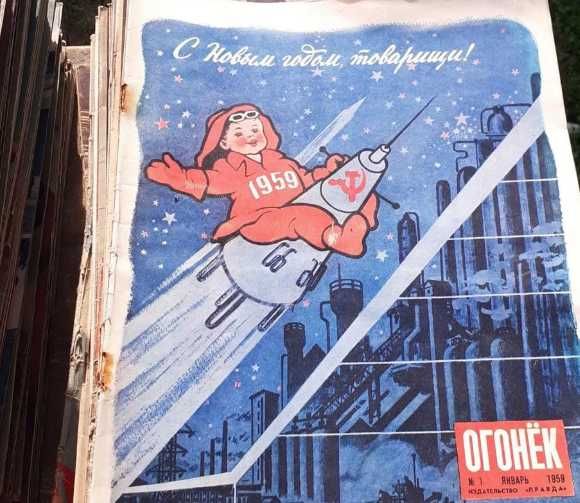 С Новым годом, товарищи!
1959
ОГОНЁК
№ 1 ЯНВАРЬ 1959
ИЗДАТЕЛЬСТВО «ПРАВДА»